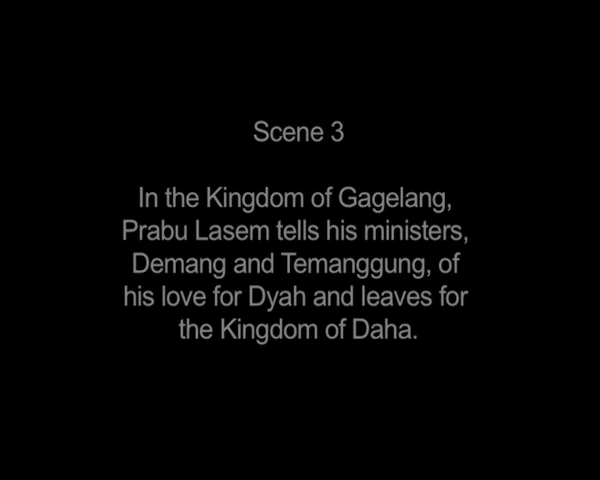 Scene 3
In the Kingdom of Gagelang,
Prabu Lasem tells his ministers,
Demang and Temanggung, of
his love for Dyah and leaves for
the Kingdom of Daha.